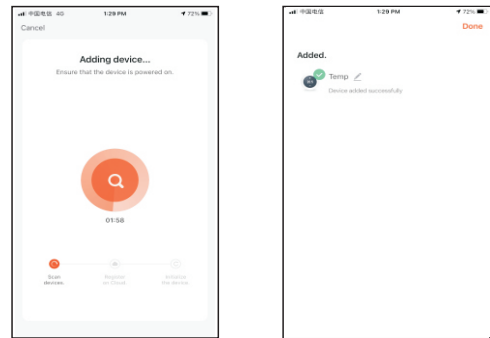 中国电信 4G 1:29 PM 72%
Cancel
Adding device...
Ensure that the device is powered on.
01:58
Scan
devices.
Register
on Cloud.
Initialize
the device.
中国电信 1:29 PM 72%
Done
Added.
Temp
Device added successfully